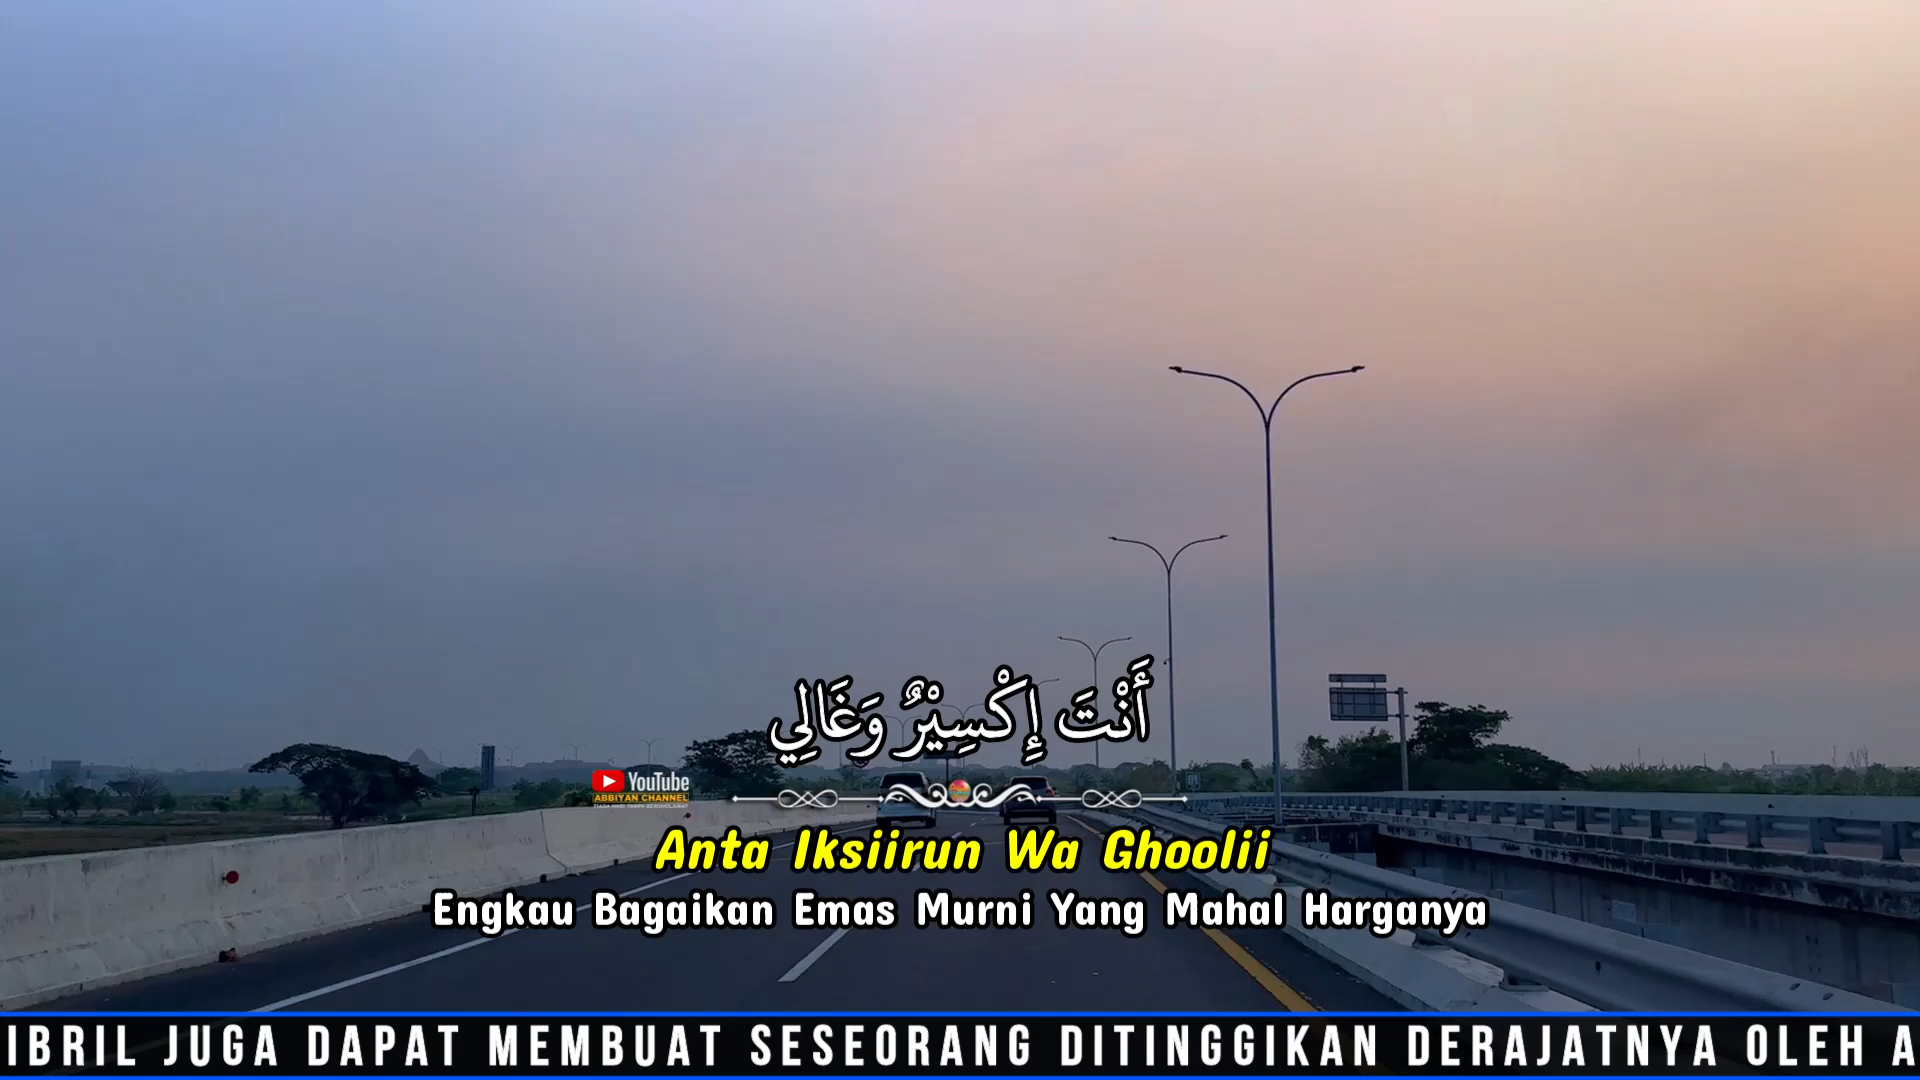 أَنْتَ إِكْسِيْرٌ وَغَالِي
YouTube
ABBIYAN CHANNEL
Anta Iksiirun Wa Ghoolii
Engkau Bagaikan Emas Murni Yang Mahal Harganya
IBRIL JUGA DAPAT MEMBUAT SESEORANG DITINGGIKAN DERAJATNYA OLEH A